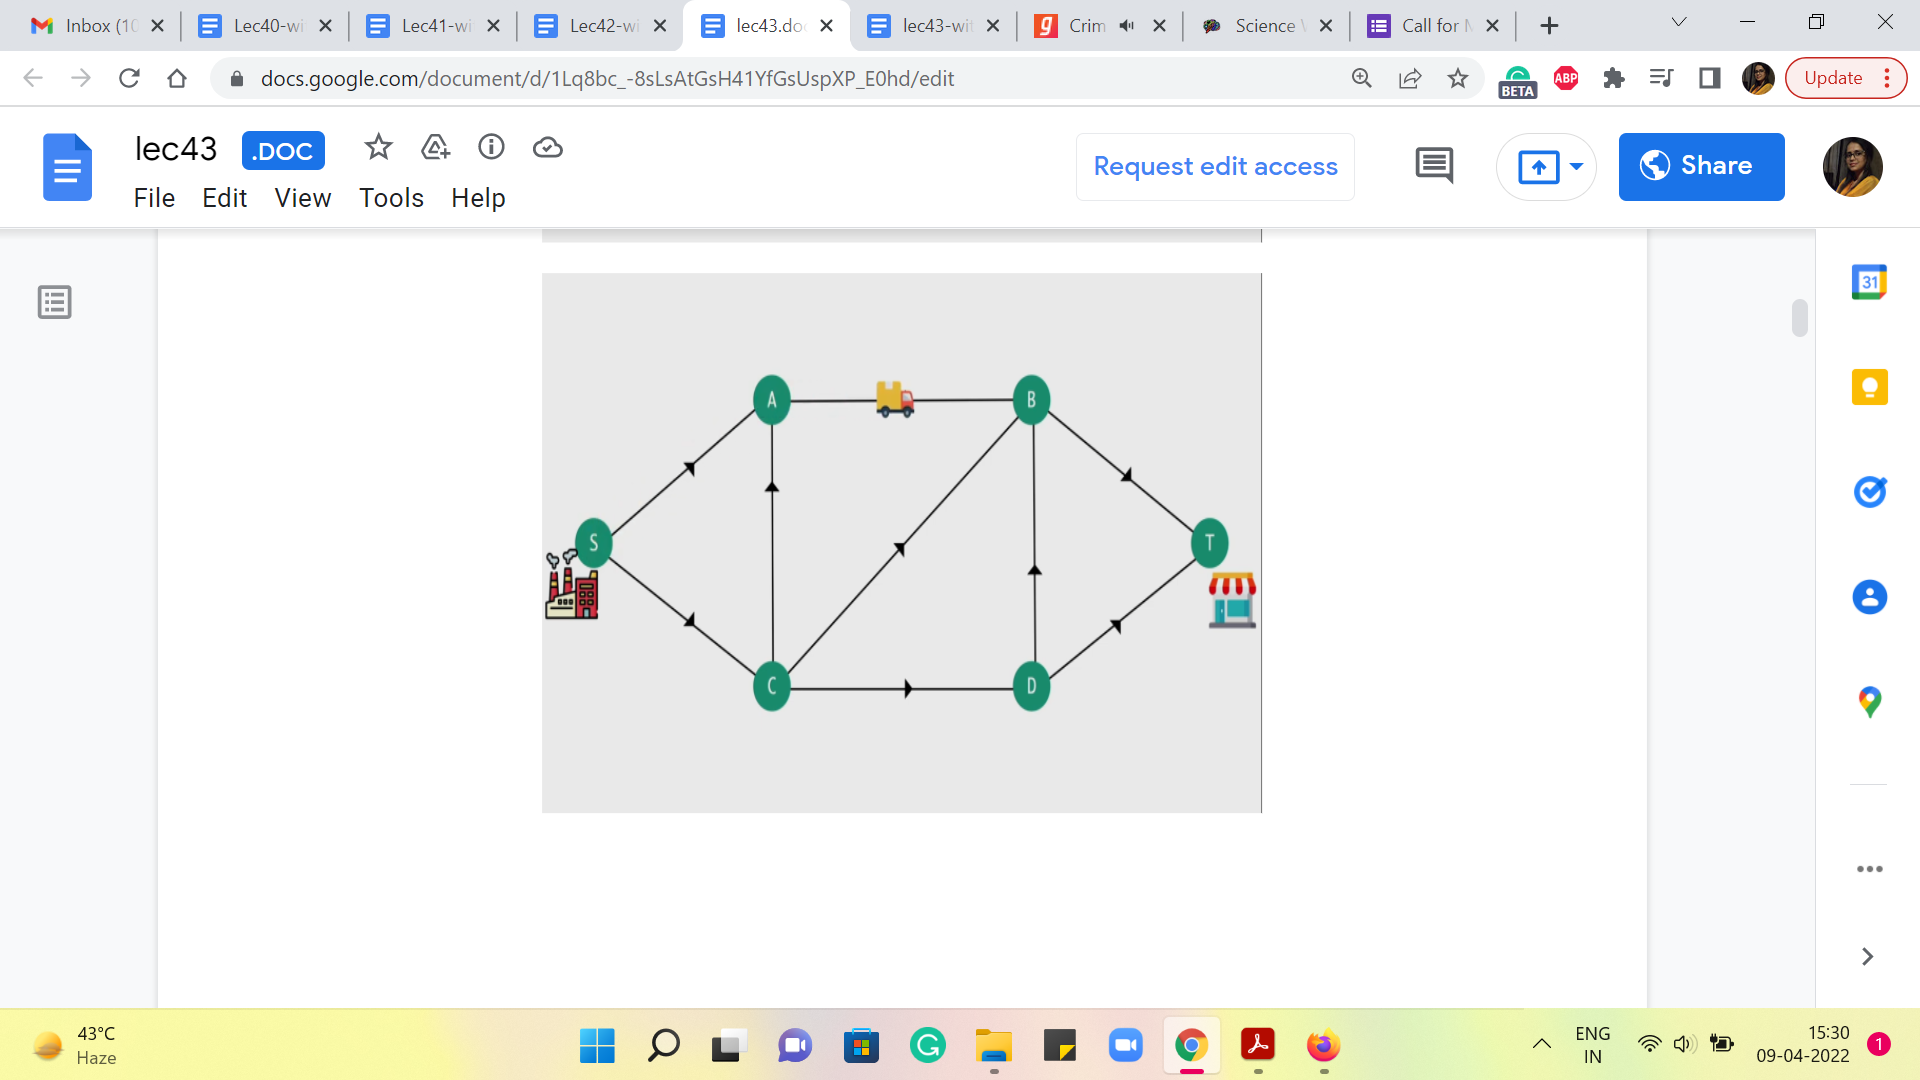 Inbox (10
Lec40-wi
Lec41-wi
Lec42-wi
lec43.do
lec43-wit
Crim
Science
Call for
docs.google.com/document/d/1Lq8bc_-8sLsAtGsH41YfGsUspXP_E0hd/edit
BETA
ABP
Update
lec43
.DOC
File Edit View Tools Help
Request edit access
Share
31
A
B
S
T
C
D
43°C
Haze
ENG
IN
15:30
09-04-2022
1